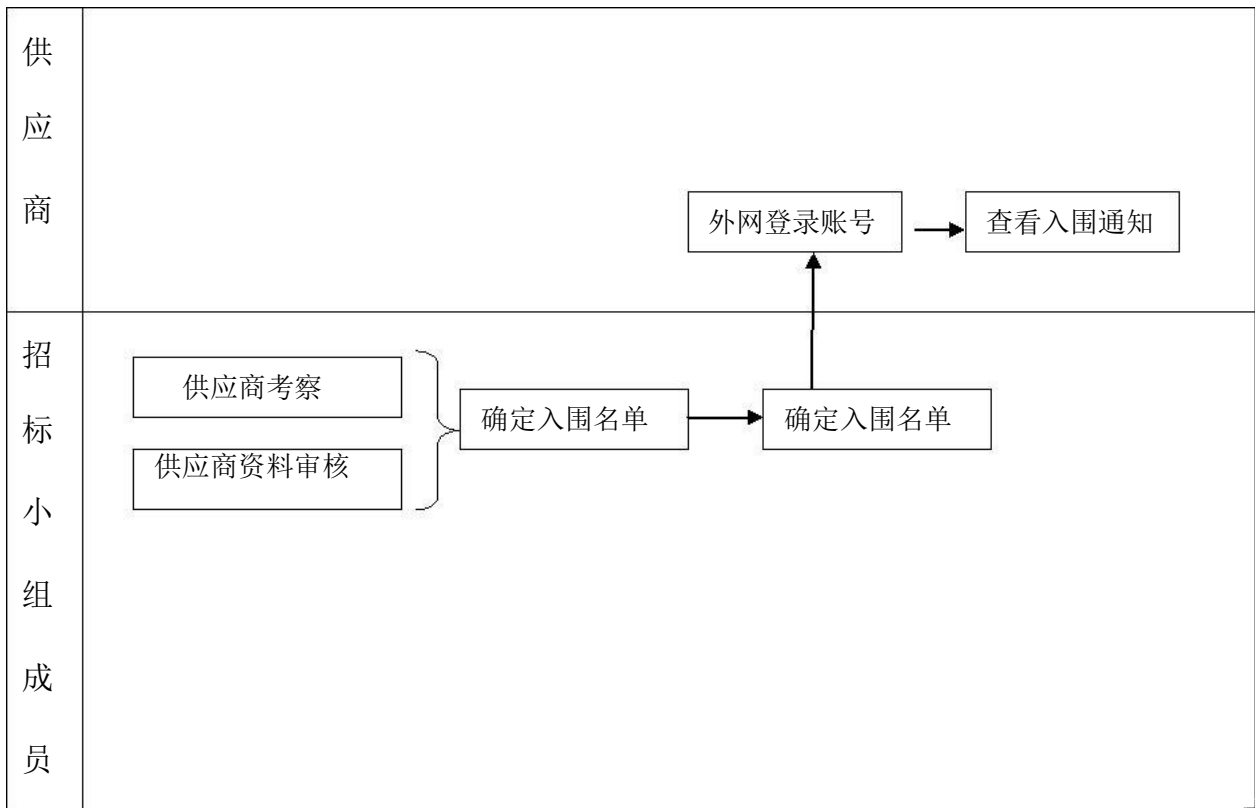 供应商
外网登录账号
查看入围通知
招标小组成员
供应商考察
供应商资料审核
确定入围名单
确定入围名单